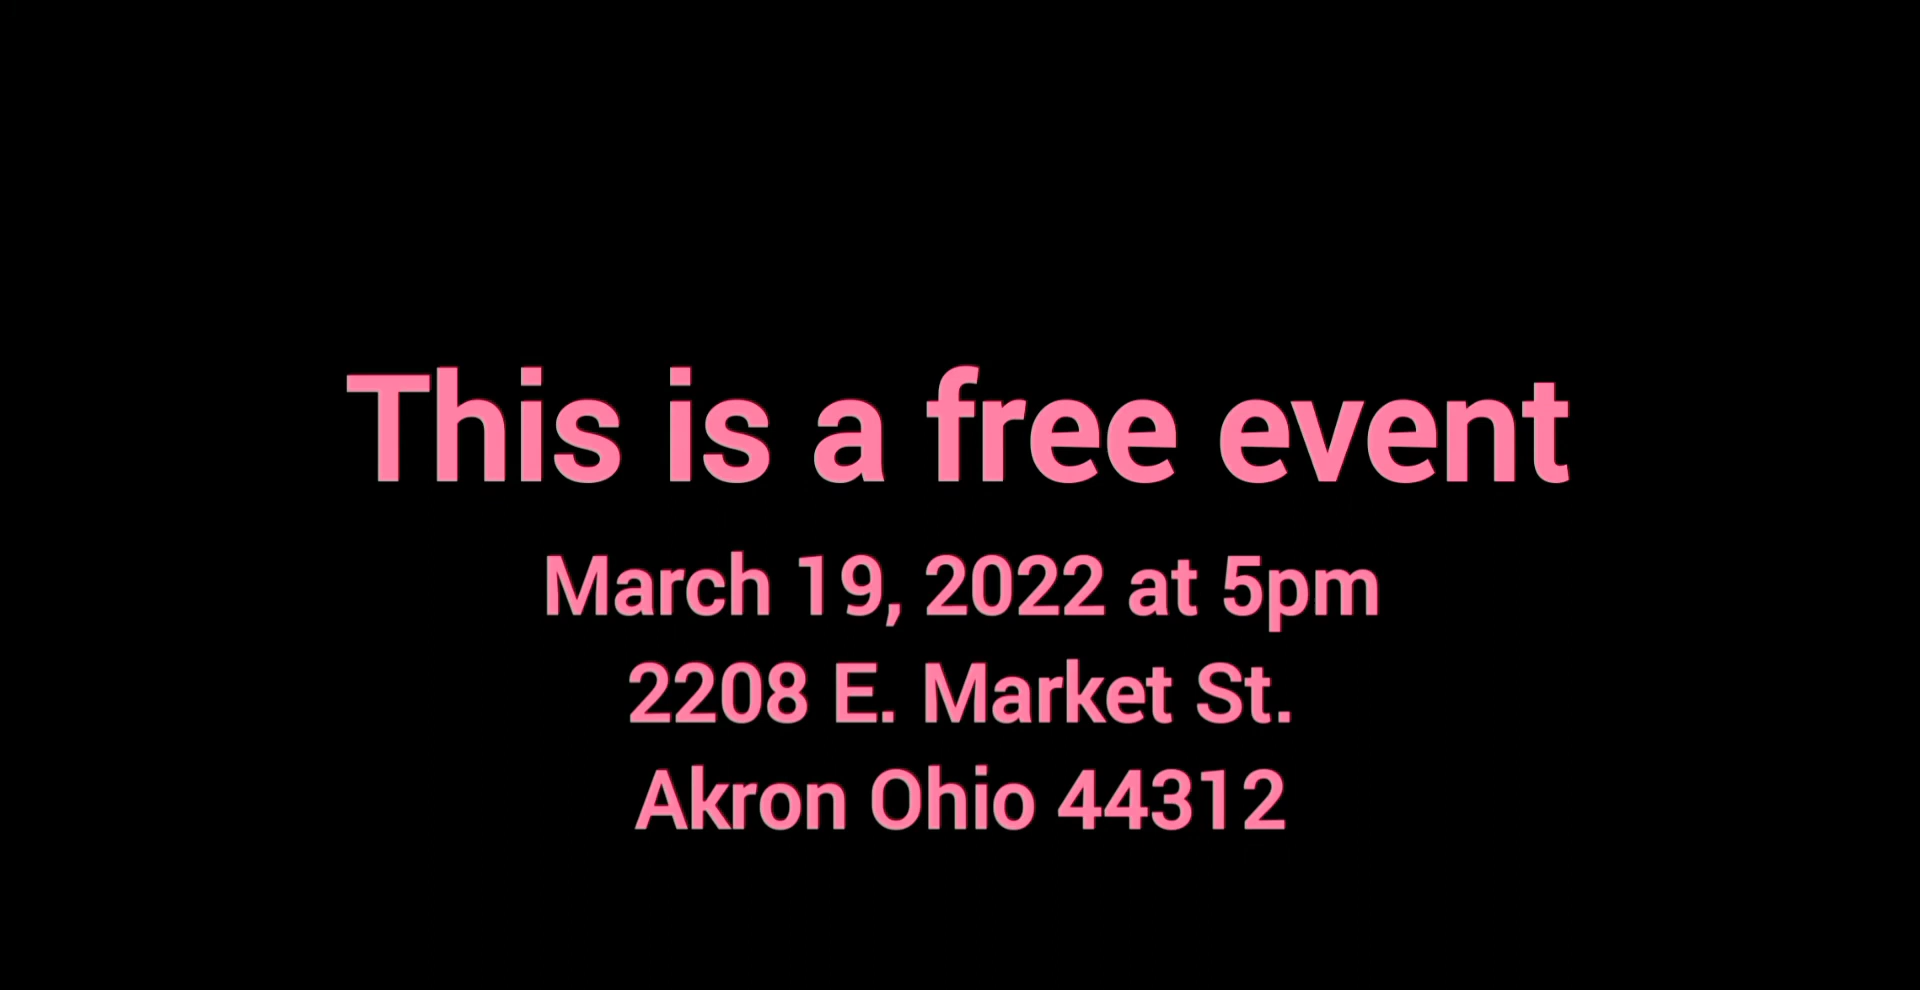 This is a free event
March 19, 2022 at 5pm
2208 E. Market St.
Akron Ohio 44312